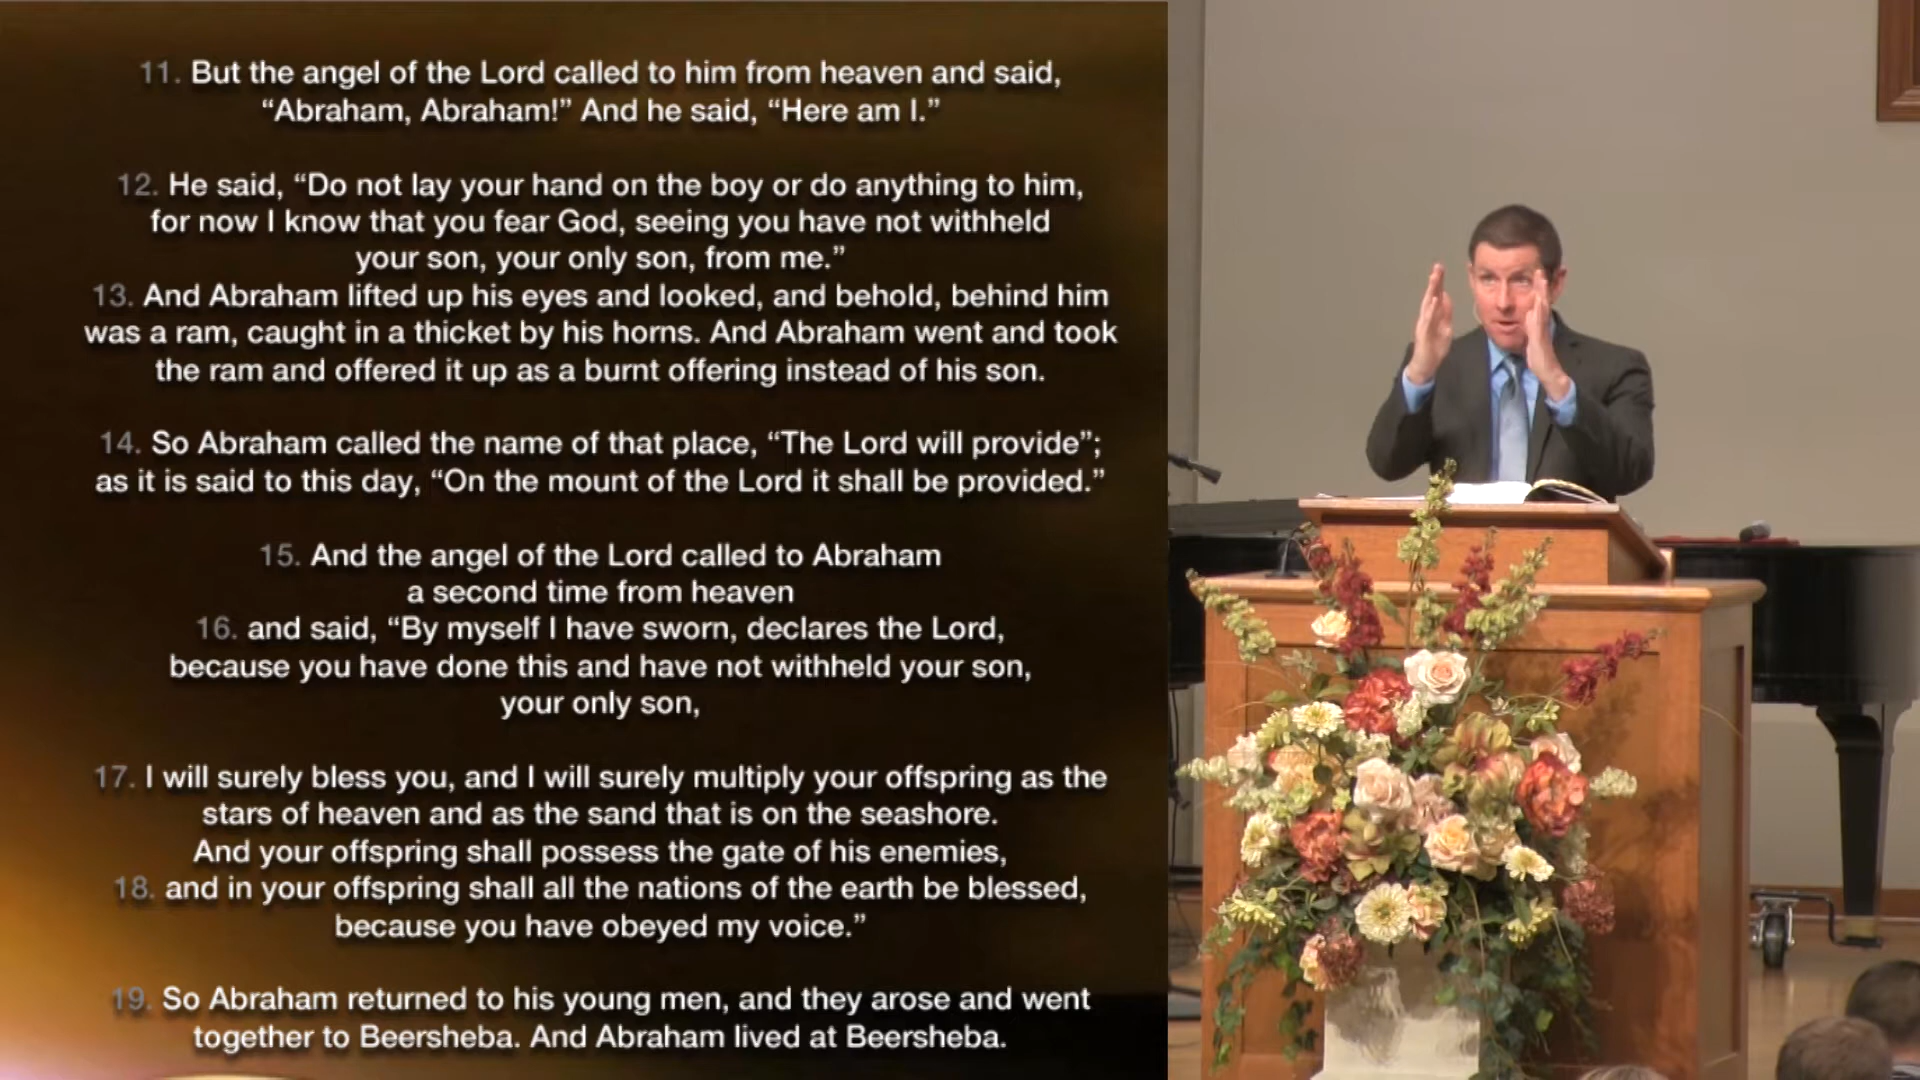 11. But the angel of the Lord called to him from heaven and said,
“Abraham, Abraham!” And he said, “Here am I.”
12. He said, “Do not lay your hand on the boy or do anything to him,
for now I know that you fear God, seeing you have not withheld
your son, your only son, from me.”
13. And Abraham lifted up his eyes and looked, and behold, behind him
was a ram, caught in a thicket by his horns. And Abraham went and took
the ram and offered it up as a burnt offering instead of his son.
14. So Abraham called the name of that place, “The Lord will provide”;
as it is said to this day, “On the mount of the Lord it shall be provided.”
15. And the angel of the Lord called to Abraham
a second time from heaven
16. and said, “By myself I have sworn, declares the Lord,
because you have done this and have not withheld your son,
your only son,
17. I will surely bless you, and I will surely multiply your offspring as the
stars of heaven and as the sand that is on the seashore.
And your offspring shall possess the gate of his enemies,
18. and in your offspring shall all the nations of the earth be blessed,
because you have obeyed my voice.”
19. So Abraham returned to his young men, and they arose and went
together to Beersheba. And Abraham lived at Beersheba.